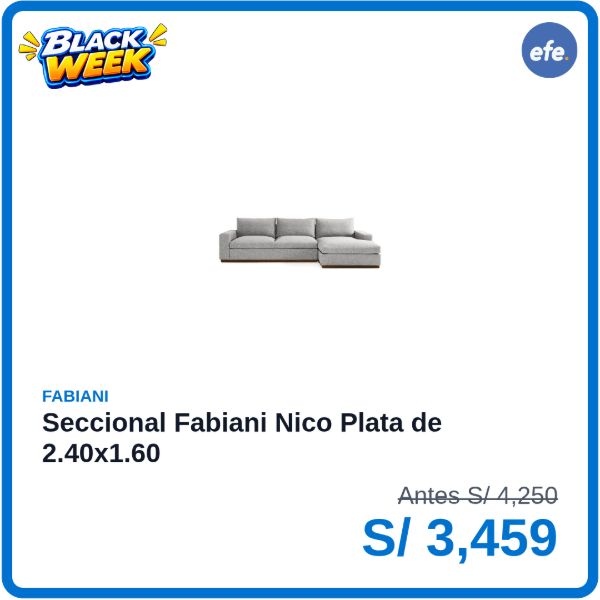 BLACK
WEEK
efe.
FABIANI
Seccional Fabiani Nico Plata de
2.40x1.60
Antes S/ 4,250
S/ 3,459